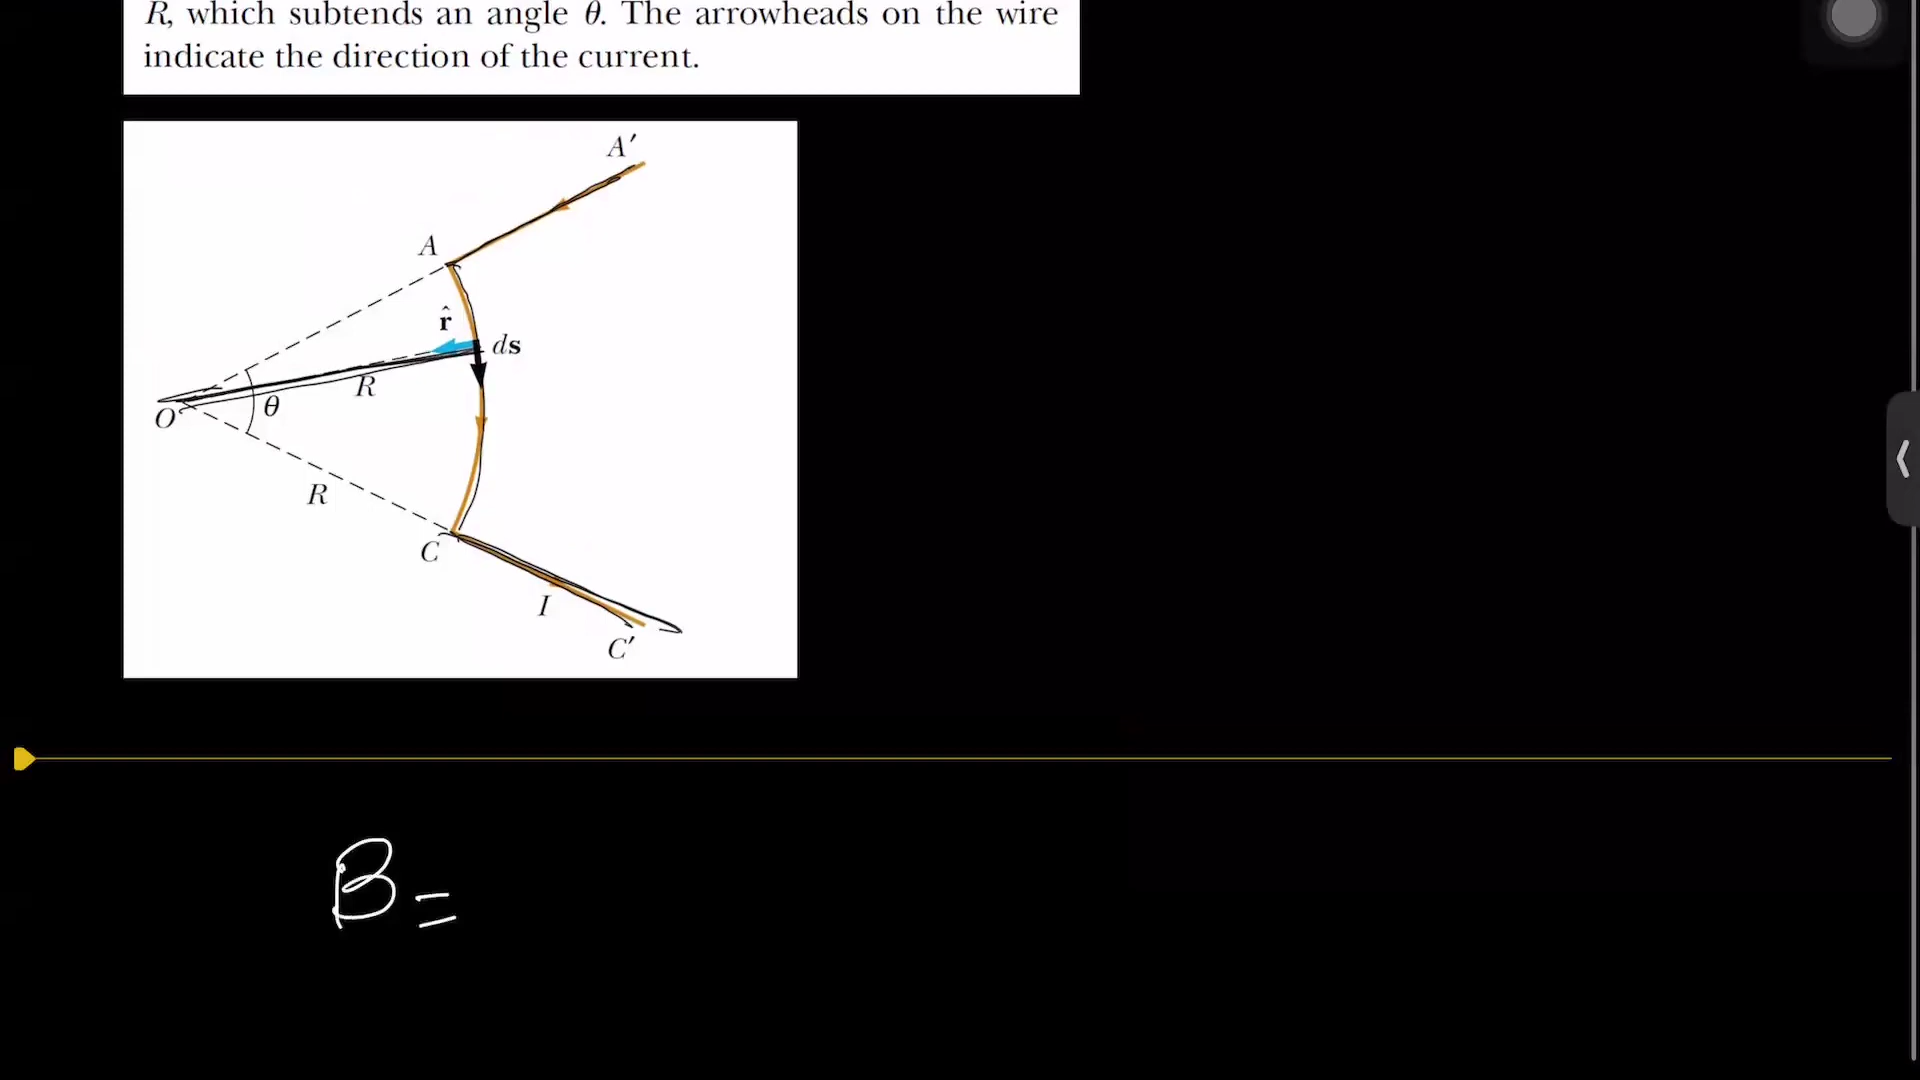 R, which subtends an angle θ. The arrowheads on the wire
indicate the direction of the current.
A′
A
r̂
ds
R
O
θ
R
C
I
C′
B =